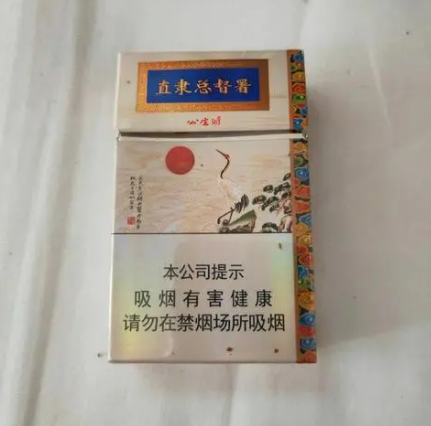 直隶总督署
本公司提示
吸烟有害健康
请勿在禁烟场所吸烟